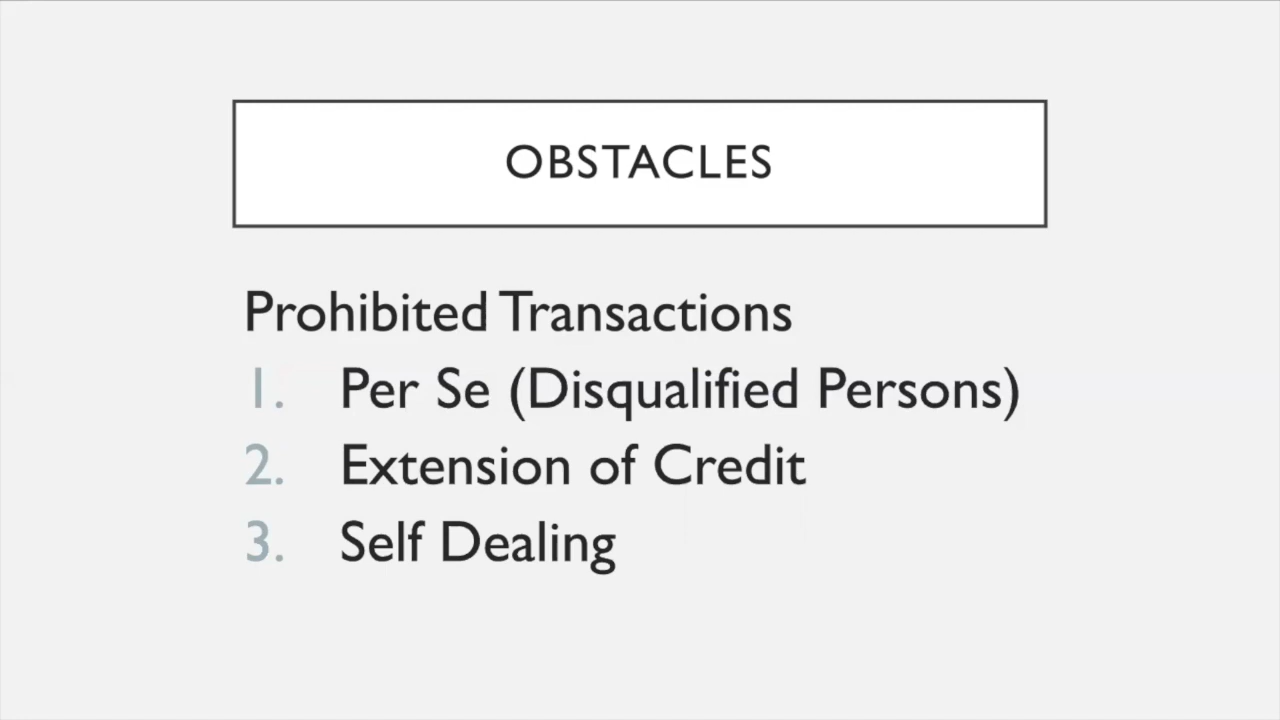 OBSTACLES
Prohibited Transactions
1. Per Se (Disqualified Persons)
2. Extension of Credit
3. Self Dealing